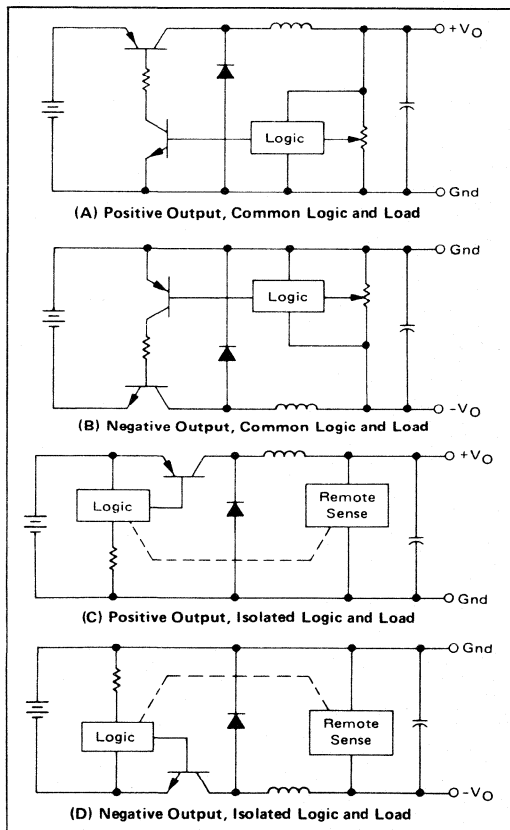 +VO
Logic
Gnd
(A) Positive Output, Common Logic and Load
Gnd
Logic
-VO
(B) Negative Output, Common Logic and Load
+VO
Logic
Remote
Sense
Gnd
(C) Positive Output, Isolated Logic and Load
Gnd
Logic
Remote
Sense
-VO
(D) Negative Output, Isolated Logic and Load